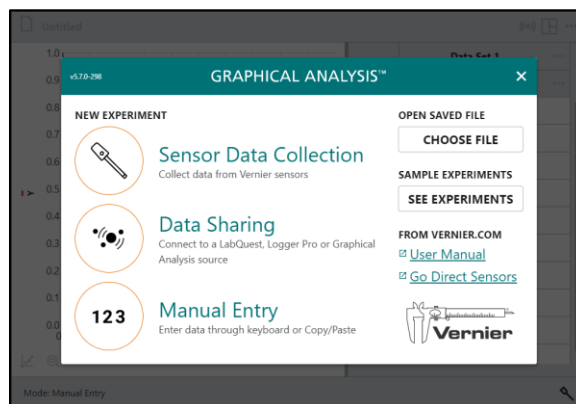 Untitled
1.0
Data Set 1
v5.7.0-298
GRAPHICAL ANALYSIS™
0.9
0.8
0.7
0.6
0.5
0.4
0.3
0.2
0.1
0.0
0
Y
NEW EXPERIMENT
Sensor Data Collection
Collect data from Vernier sensors
Data Sharing
Connect to a LabQuest, Logger Pro or Graphical
Analysis source
123
Manual Entry
Enter data through keyboard or Copy/Paste
OPEN SAVED FILE
CHOOSE FILE
SAMPLE EXPERIMENTS
SEE EXPERIMENTS
FROM VERNIER.COM
User Manual
Go Direct Sensors
Vernier
Mode: Manual Entry